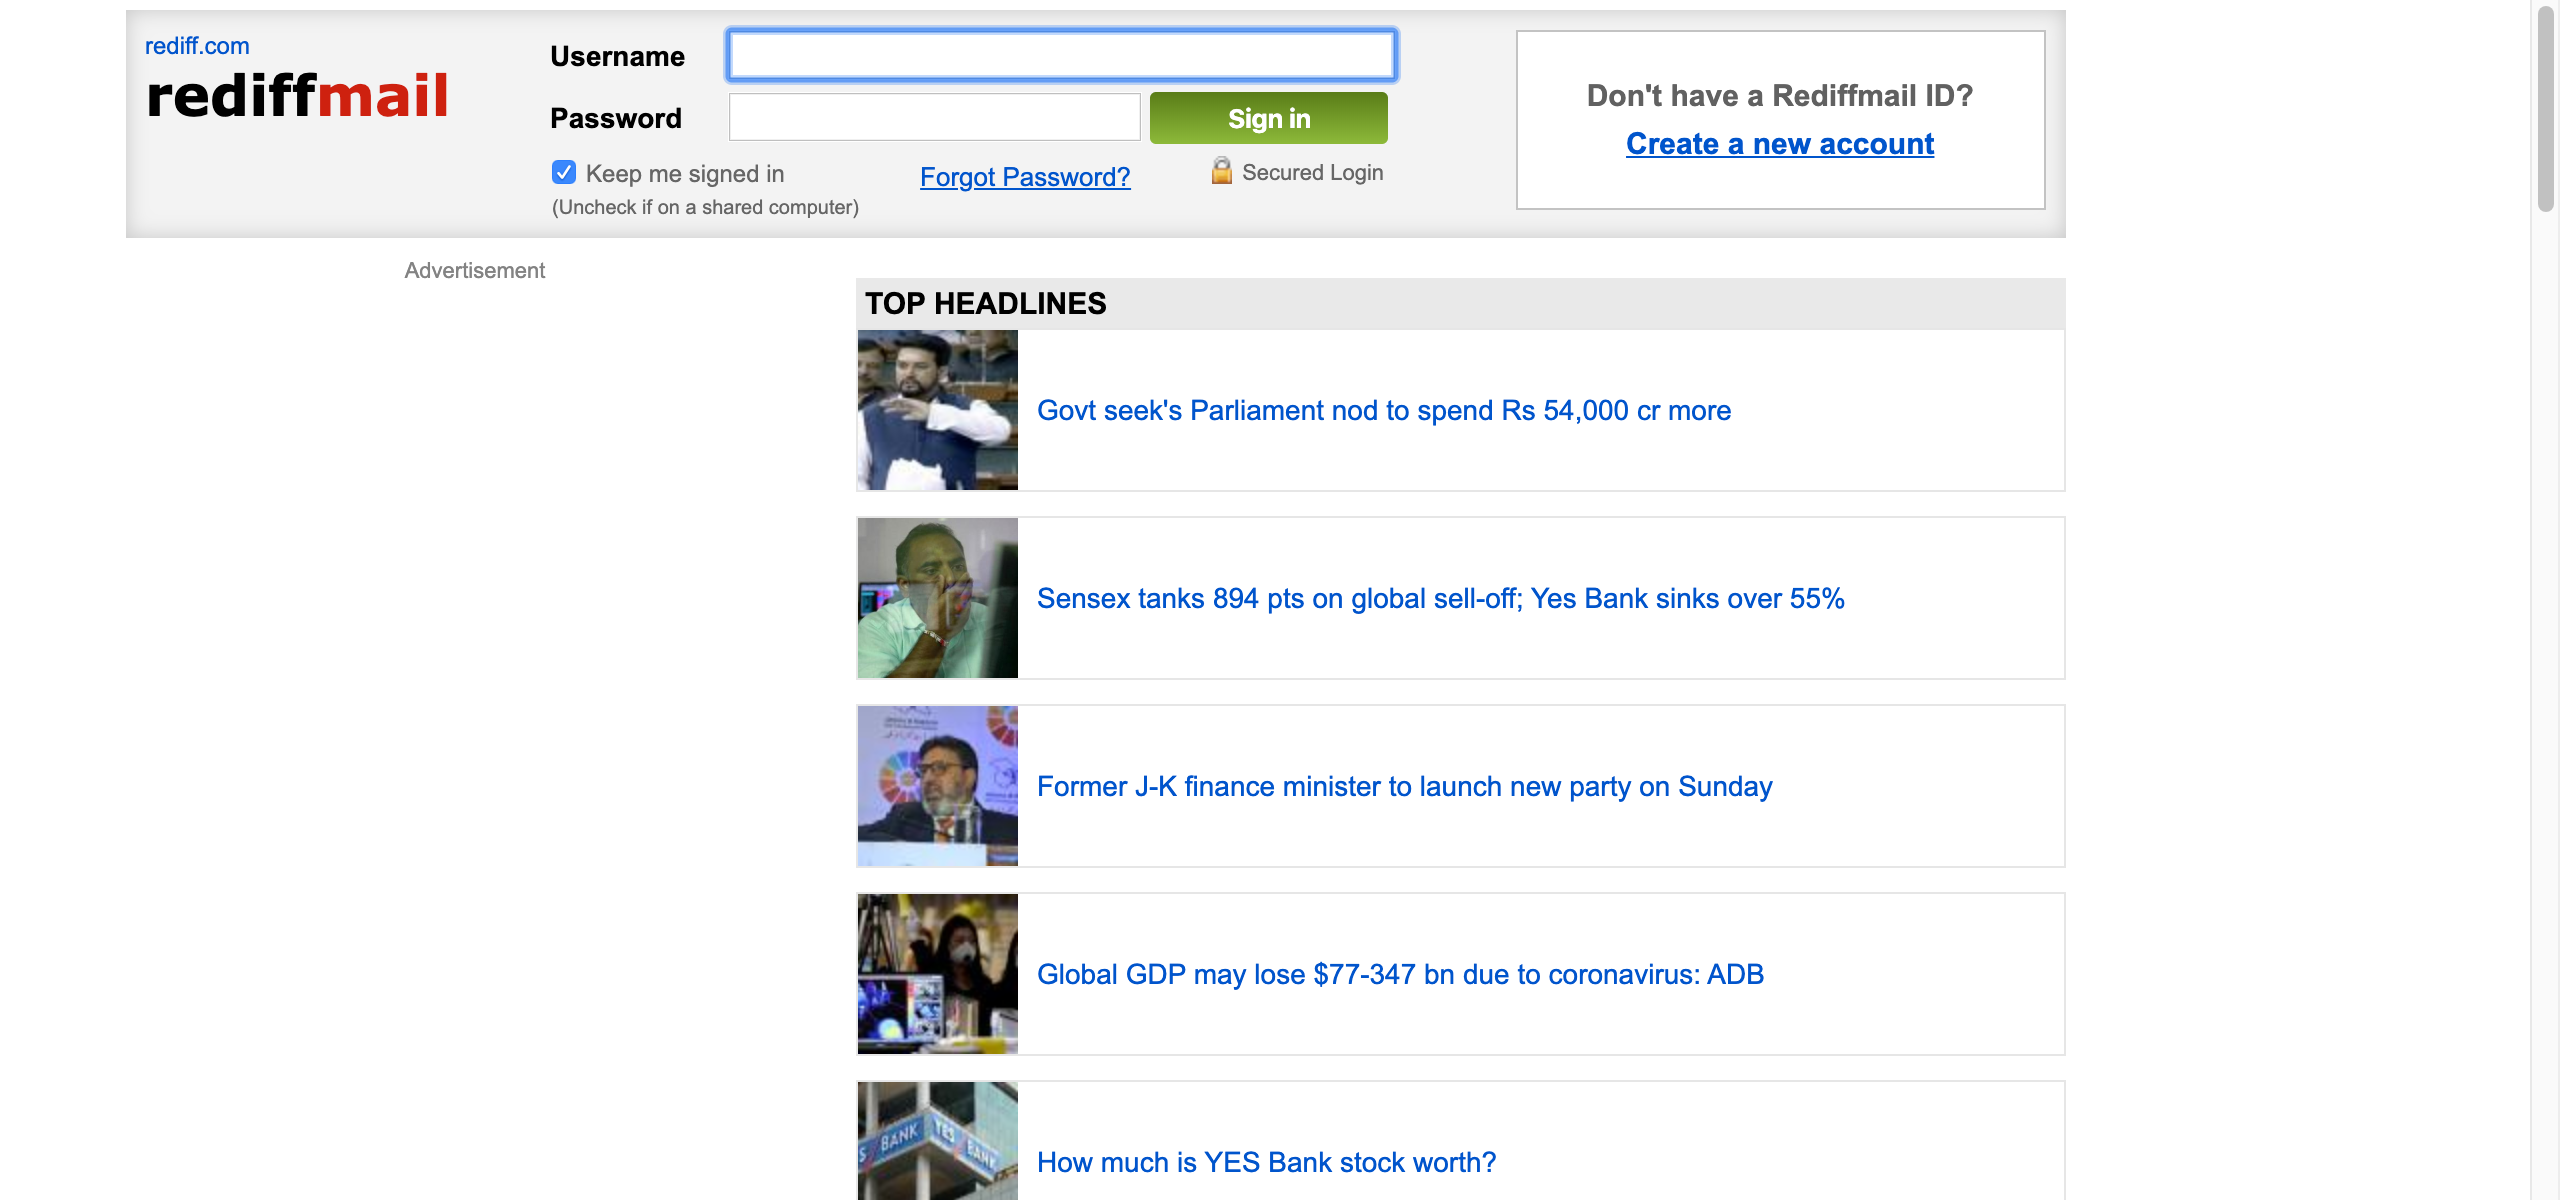 rediff.com
rediffmail
Username
Password
Sign in
Keep me signed in
(Uncheck if on a shared computer)
Forgot Password?
Secured Login
Don't have a Rediffmail ID?
Create a new account
Advertisement
TOP HEADLINES
Govt seek's Parliament nod to spend Rs 54,000 cr more
Sensex tanks 894 pts on global sell-off; Yes Bank sinks over 55%
Former J-K finance minister to launch new party on Sunday
Global GDP may lose $77-347 bn due to coronavirus: ADB
S BANK YES BANK
How much is YES Bank stock worth?